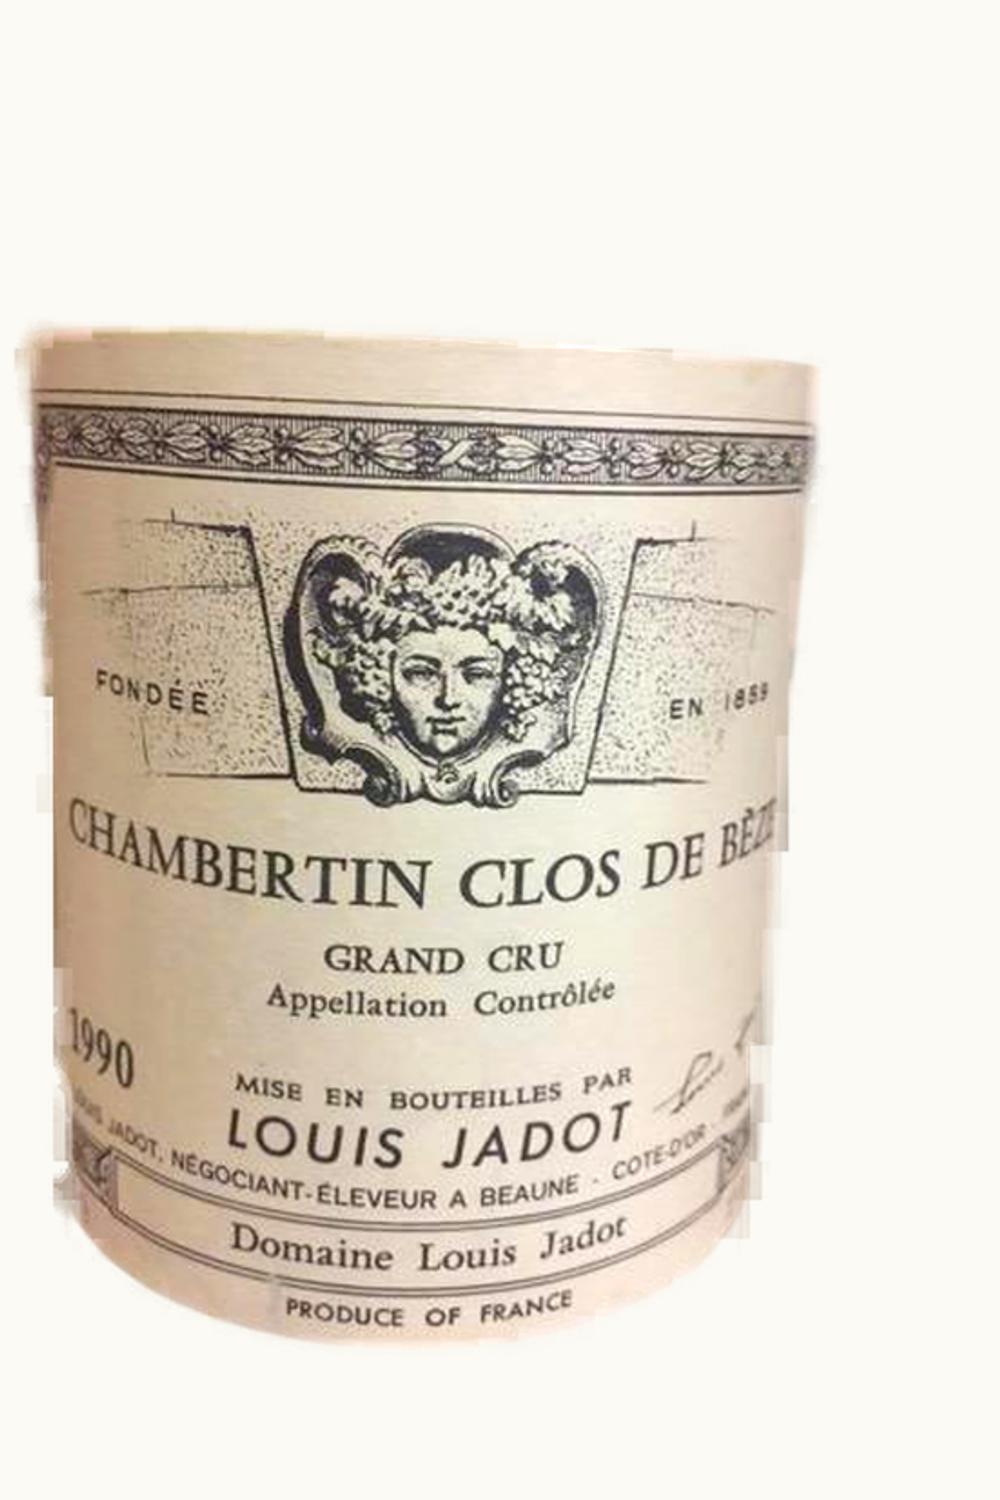 FONDÉE EN 1859
CHAMBERTIN CLOS DE BÈZE
GRAND CRU
Appellation Contrôlée
1990
MISE EN BOUTEILLES PAR
LOUIS JADOT
LOUIS JADOT, NÉGOCIANT-ÉLEVEUR A BEAUNE - COTE-D'OR -
Domaine Louis Jadot
PRODUCE OF FRANCE